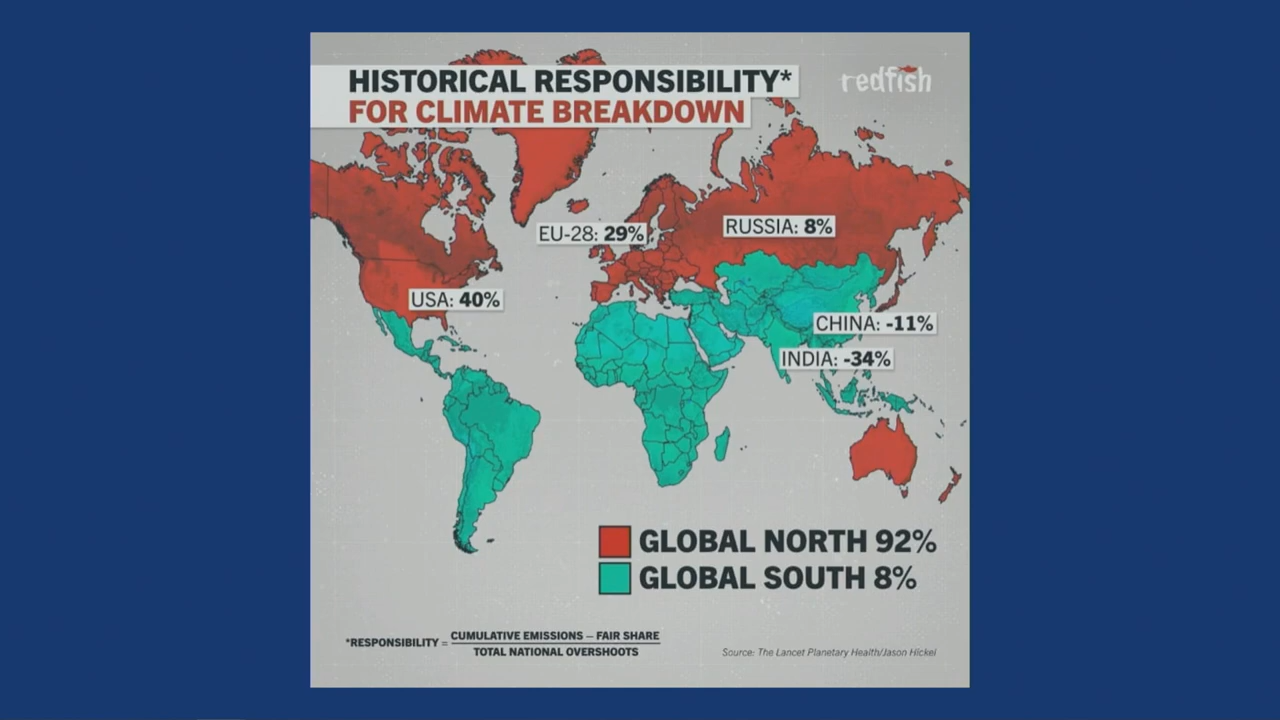 HISTORICAL RESPONSIBILITY*
FOR CLIMATE BREAKDOWN
redfish
EU-28: 29%
RUSSIA: 8%
USA: 40%
CHINA: -11%
INDIA: -34%
GLOBAL NORTH 92%
GLOBAL SOUTH 8%
*RESPONSIBILITY = CUMULATIVE EMISSIONS – FAIR SHARE
TOTAL NATIONAL OVERSHOOTS
Source: The Lancet Planetary Health/Jason Hickel